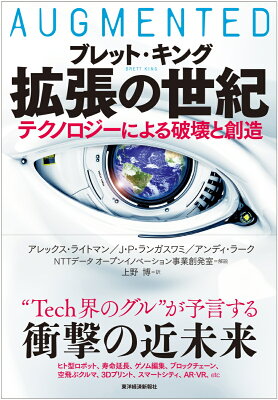 AUGMENTED
ブレット・キング
BRETT KING
拡張の世紀
テクノロジーによる破壊と創造
アレックス・ライトマン/J・P・ランガスワミ/アンディ・ラーク
NTTデータ オープンイノベーション事業創発室=解説
上野 博=訳
“Tech界のグル”が予言する
衝撃の近未来
ヒト型ロボット、寿命延長、ゲノム編集、ブロックチェーン、
空飛ぶクルマ、3Dプリント、スマートシティ、AR・VR、etc
東洋経済新報社